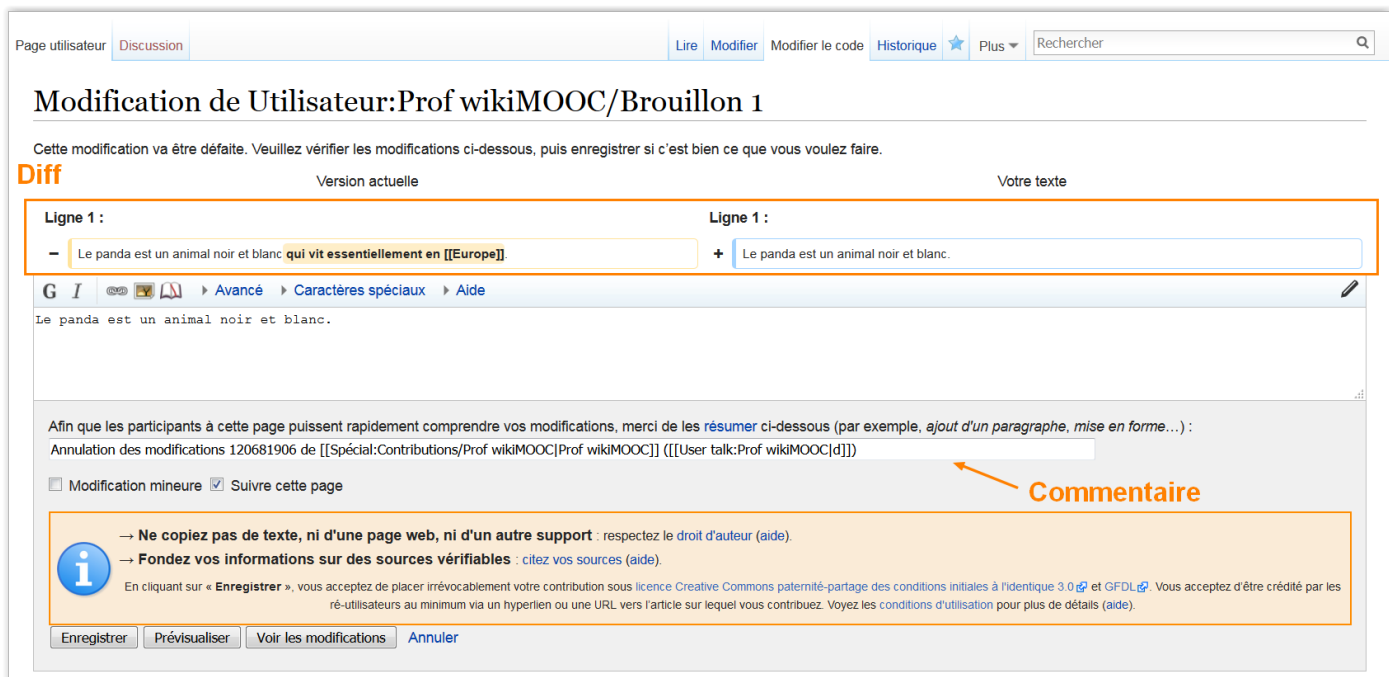 Page utilisateur Discussion Lire Modifier Modifier le code Historique Plus Rechercher
Modification de Utilisateur:Prof wikiMOOC/Brouillon 1
Cette modification va être défaite. Veuillez vérifier les modifications ci-dessous, puis enregistrer si c'est bien ce que vous voulez faire.
Diff
Version actuelle Votre texte
Ligne 1 : Ligne 1 :
− Le panda est un animal noir et blanc qui vit essentiellement en [[Europe]]. + Le panda est un animal noir et blanc.
G I Avancé Caractères spéciaux Aide
Le panda est un animal noir et blanc.
Afin que les participants à cette page puissent rapidement comprendre vos modifications, merci de les résumer ci-dessous (par exemple, ajout d'un paragraphe, mise en forme…) :
Annulation des modifications 120681906 de [[Spécial:Contributions/Prof wikiMOOC|Prof wikiMOOC]] ([[User talk:Prof wikiMOOC|d]])
Modification mineure Suivre cette page
Commentaire
→ Ne copiez pas de texte, ni d'une page web, ni d'un autre support : respectez le droit d'auteur (aide).
→ Fondez vos informations sur des sources vérifiables : citez vos sources (aide).
En cliquant sur « Enregistrer », vous acceptez de placer irrévocablement votre contribution sous licence Creative Commons paternité-partage des conditions initiales à l'identique 3.0 et GFDL. Vous acceptez d'être crédité par les
ré-utilisateurs au minimum via un hyperlien ou une URL vers l'article sur lequel vous contribuez. Voyez les conditions d'utilisation pour plus de détails (aide).
Enregistrer Prévisualiser Voir les modifications Annuler